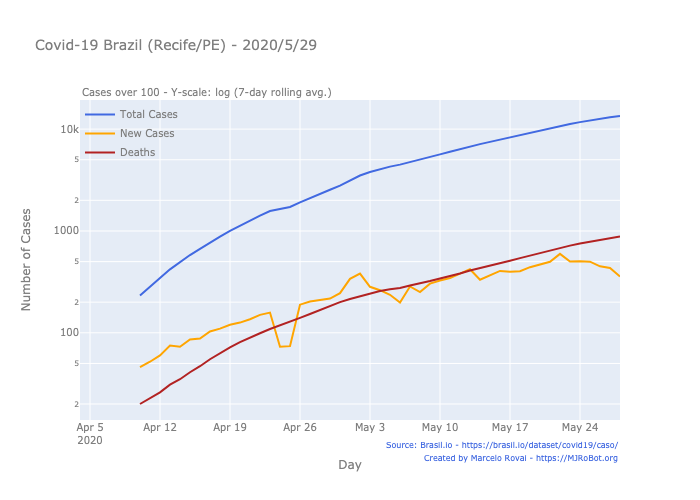 Covid-19 Brazil (Recife/PE) - 2020/5/29
Cases over 100 - Y-scale: log (7-day rolling avg.)
Total Cases
New Cases
Deaths
10k
5
2
1000
5
2
100
5
2
Number of Cases
Apr 5 Apr 12 Apr 19 Apr 26 May 3 May 10 May 17 May 24
2020
Source: Brasil.io - https://brasil.io/dataset/covid19/caso/
Created by Marcelo Rovai - https://MJRoBot.org
Day